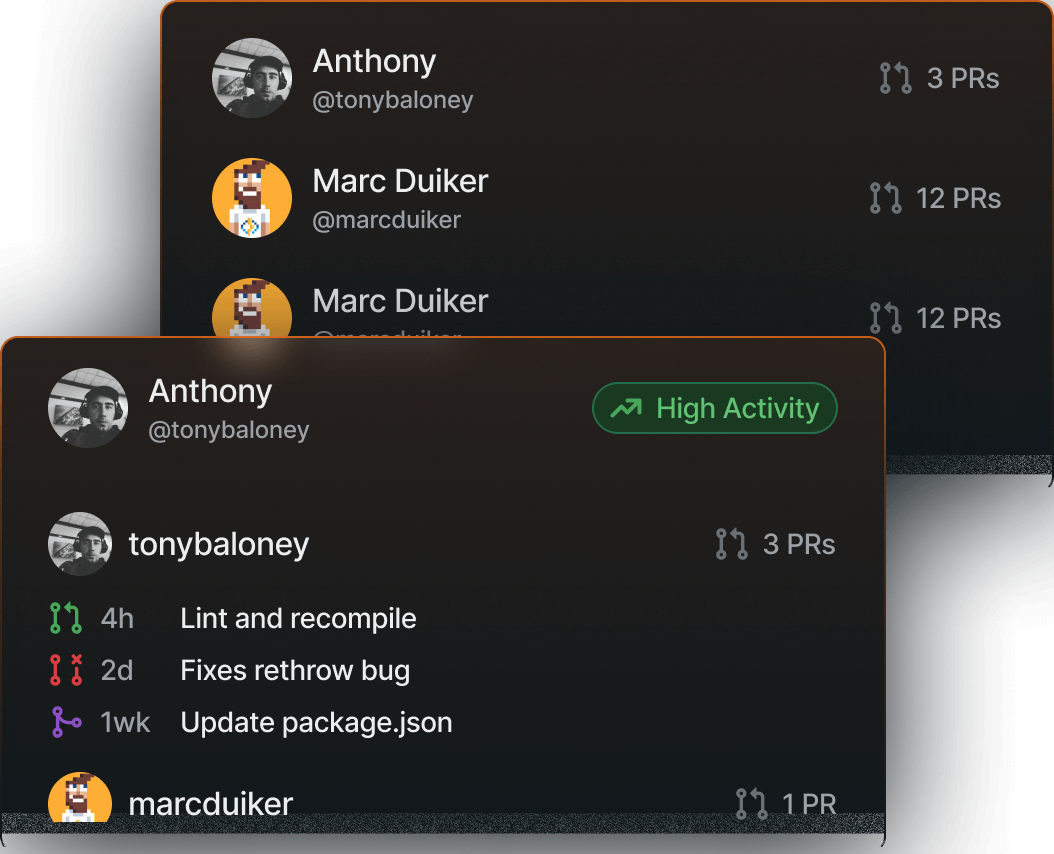 Anthony
@tonybaloney
3 PRs
Marc Duiker
@marcduiker
12 PRs
Marc Duiker
@marcduiker
12 PRs
Anthony
@tonybaloney
High Activity
tonybaloney
3 PRs
4h Lint and recompile
2d Fixes rethrow bug
1wk Update package.json
marcduiker
1 PR